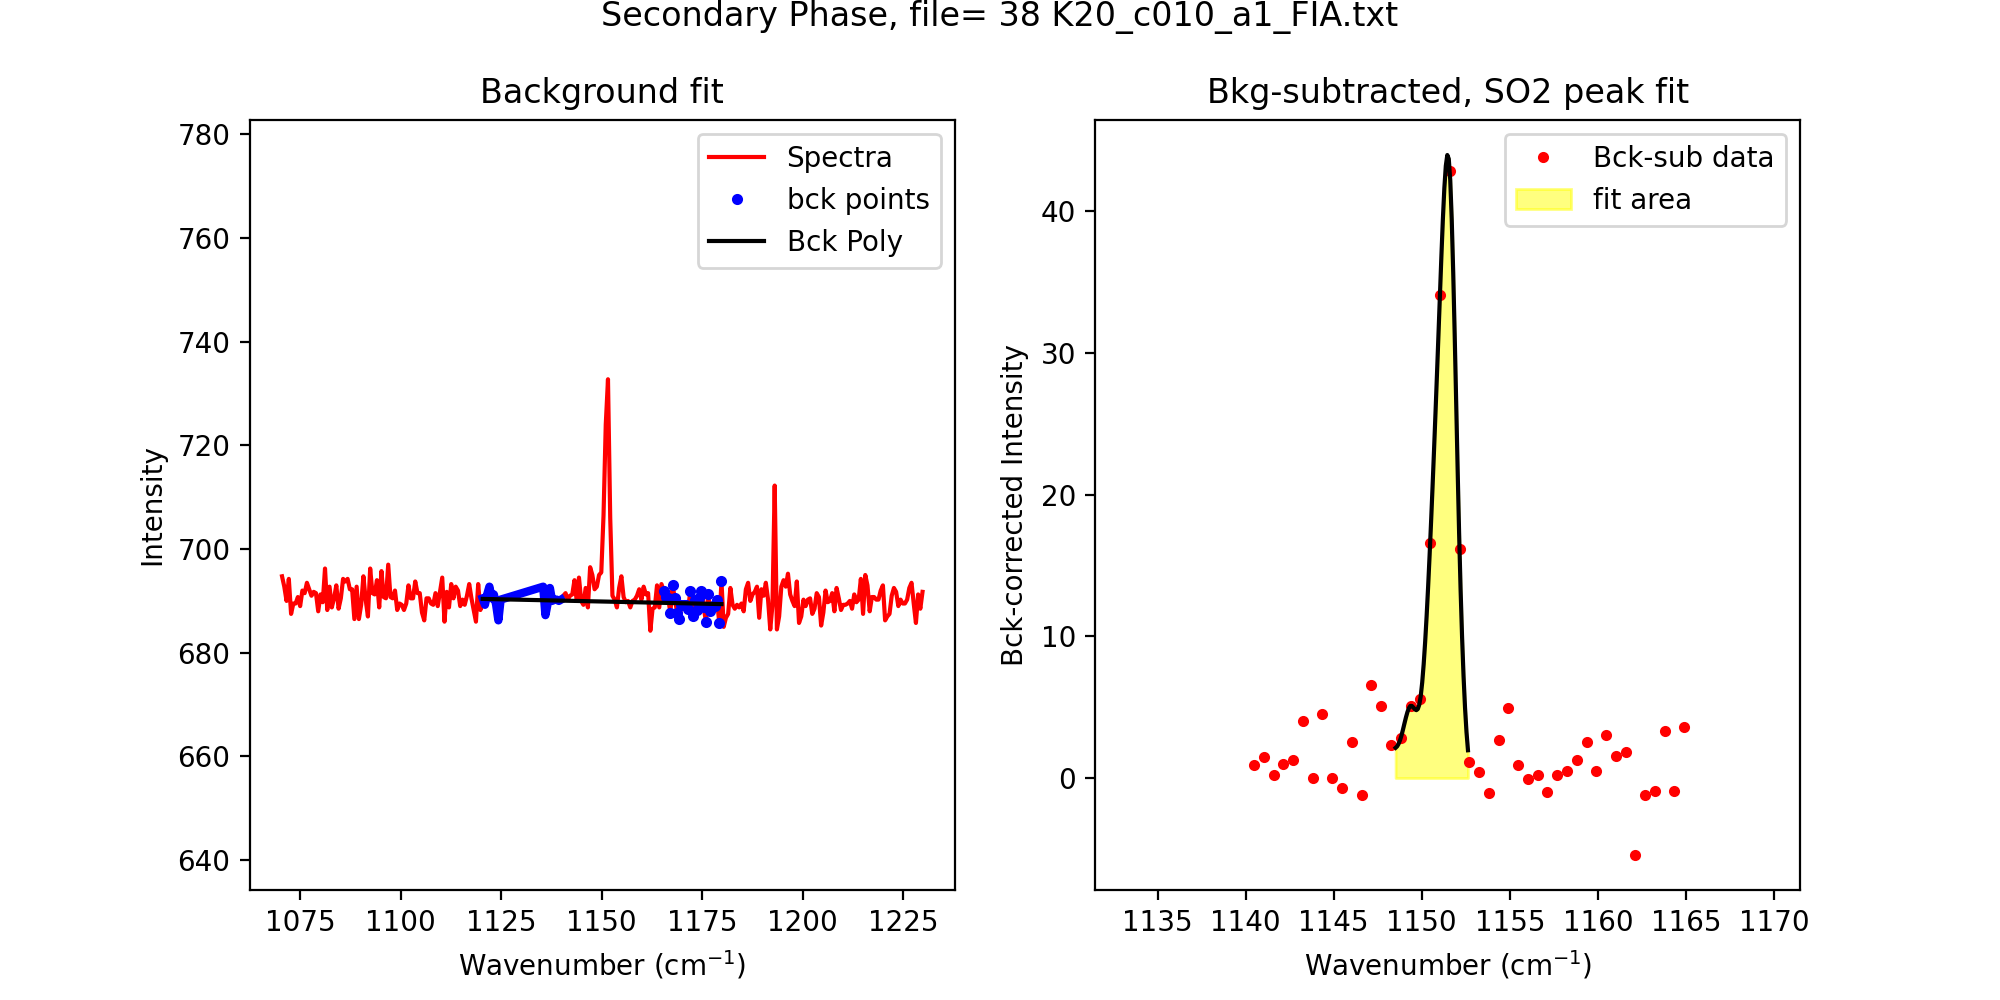 Secondary Phase, file= 38 K20_c010_a1_FIA.txt
Background fit
780
760
740
720
700
680
660
640
Intensity
Spectra
bck points
Bck Poly
1075 1100 1125 1150 1175 1200 1225
Wavenumber (cm⁻¹)
Bkg-subtracted, SO2 peak fit
40
30
20
10
0
Bck-corrected Intensity
Bck-sub data
fit area
1135 1140 1145 1150 1155 1160 1165 1170
Wavenumber (cm⁻¹)